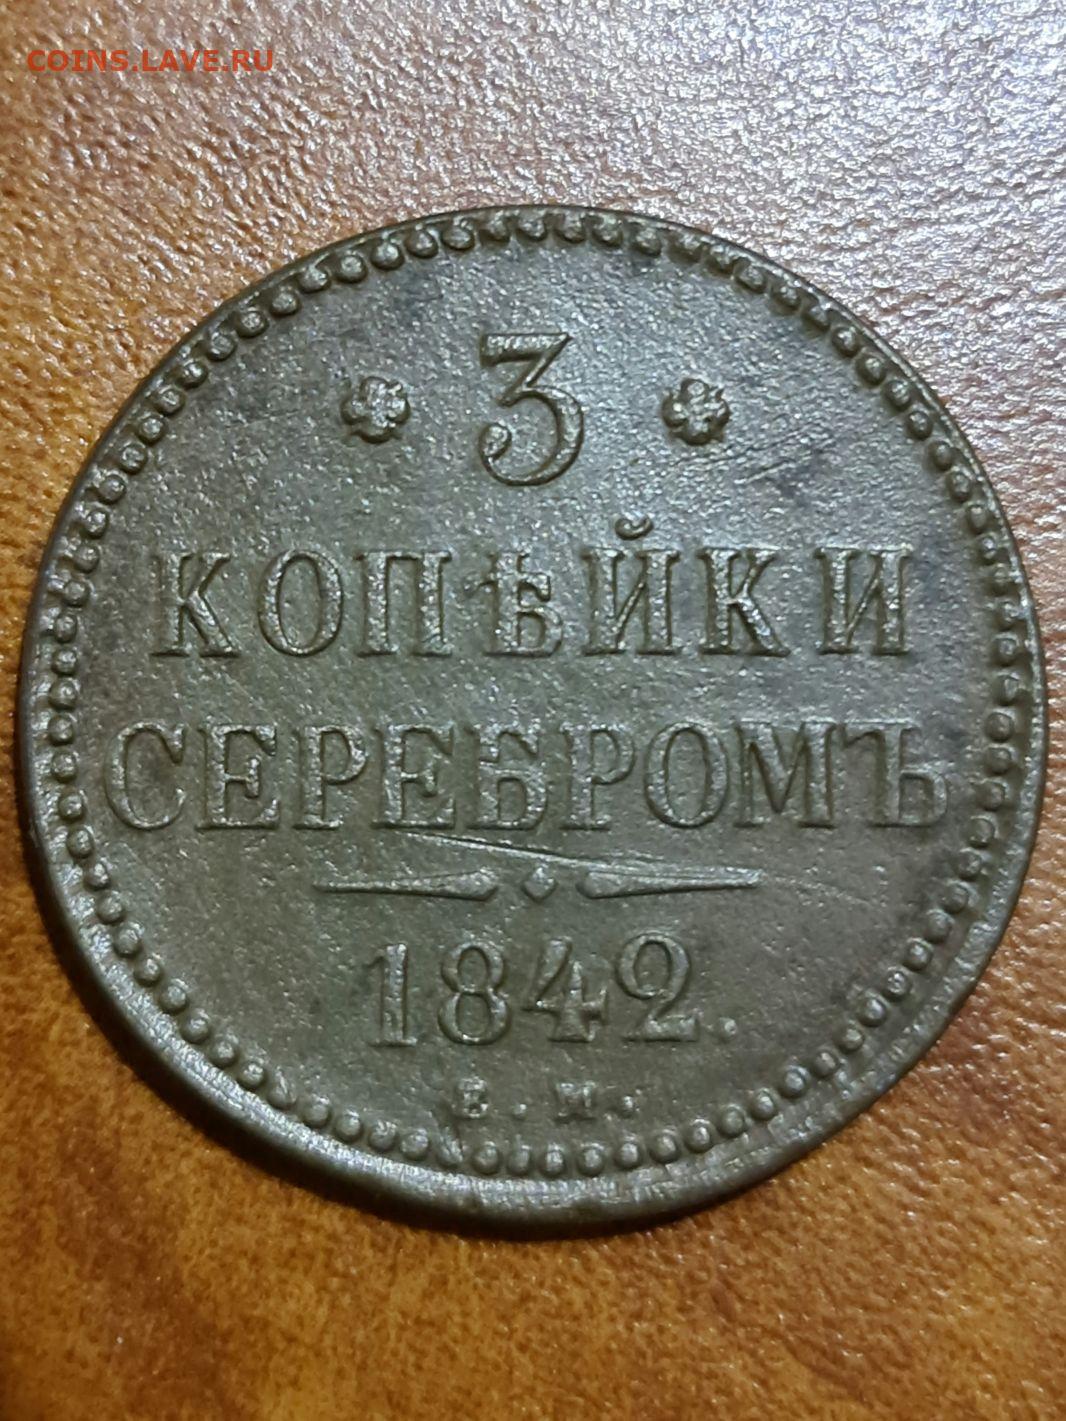 COINS.LAVE.RU
3
КОПѢЙКИ
СЕРЕБРОМЪ
1842.
Е. М.